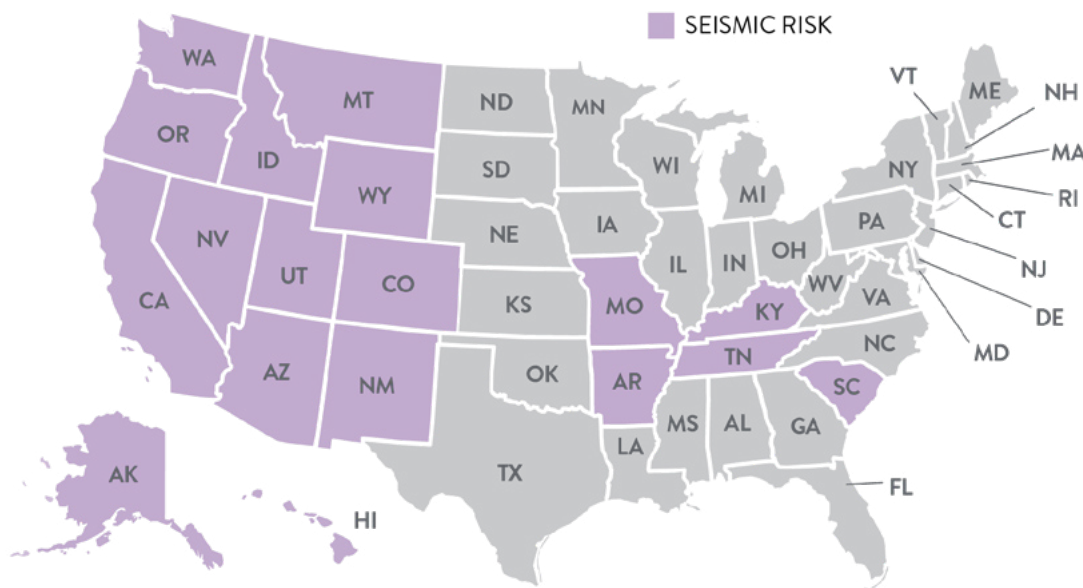 SEISMIC RISK
WA
MT
ND
MN
VT
ME
NH
OR
ID
SD
WI
MI
NY
MA
WY
RI
CT
NV
UT
CO
NE
IA
IL
IN
OH
PA
NJ
CA
KS
MO
WV
VA
KY
DE
MD
AZ
NM
OK
AR
TN
NC
SC
MS
AL
GA
LA
TX
FL
AK
HI